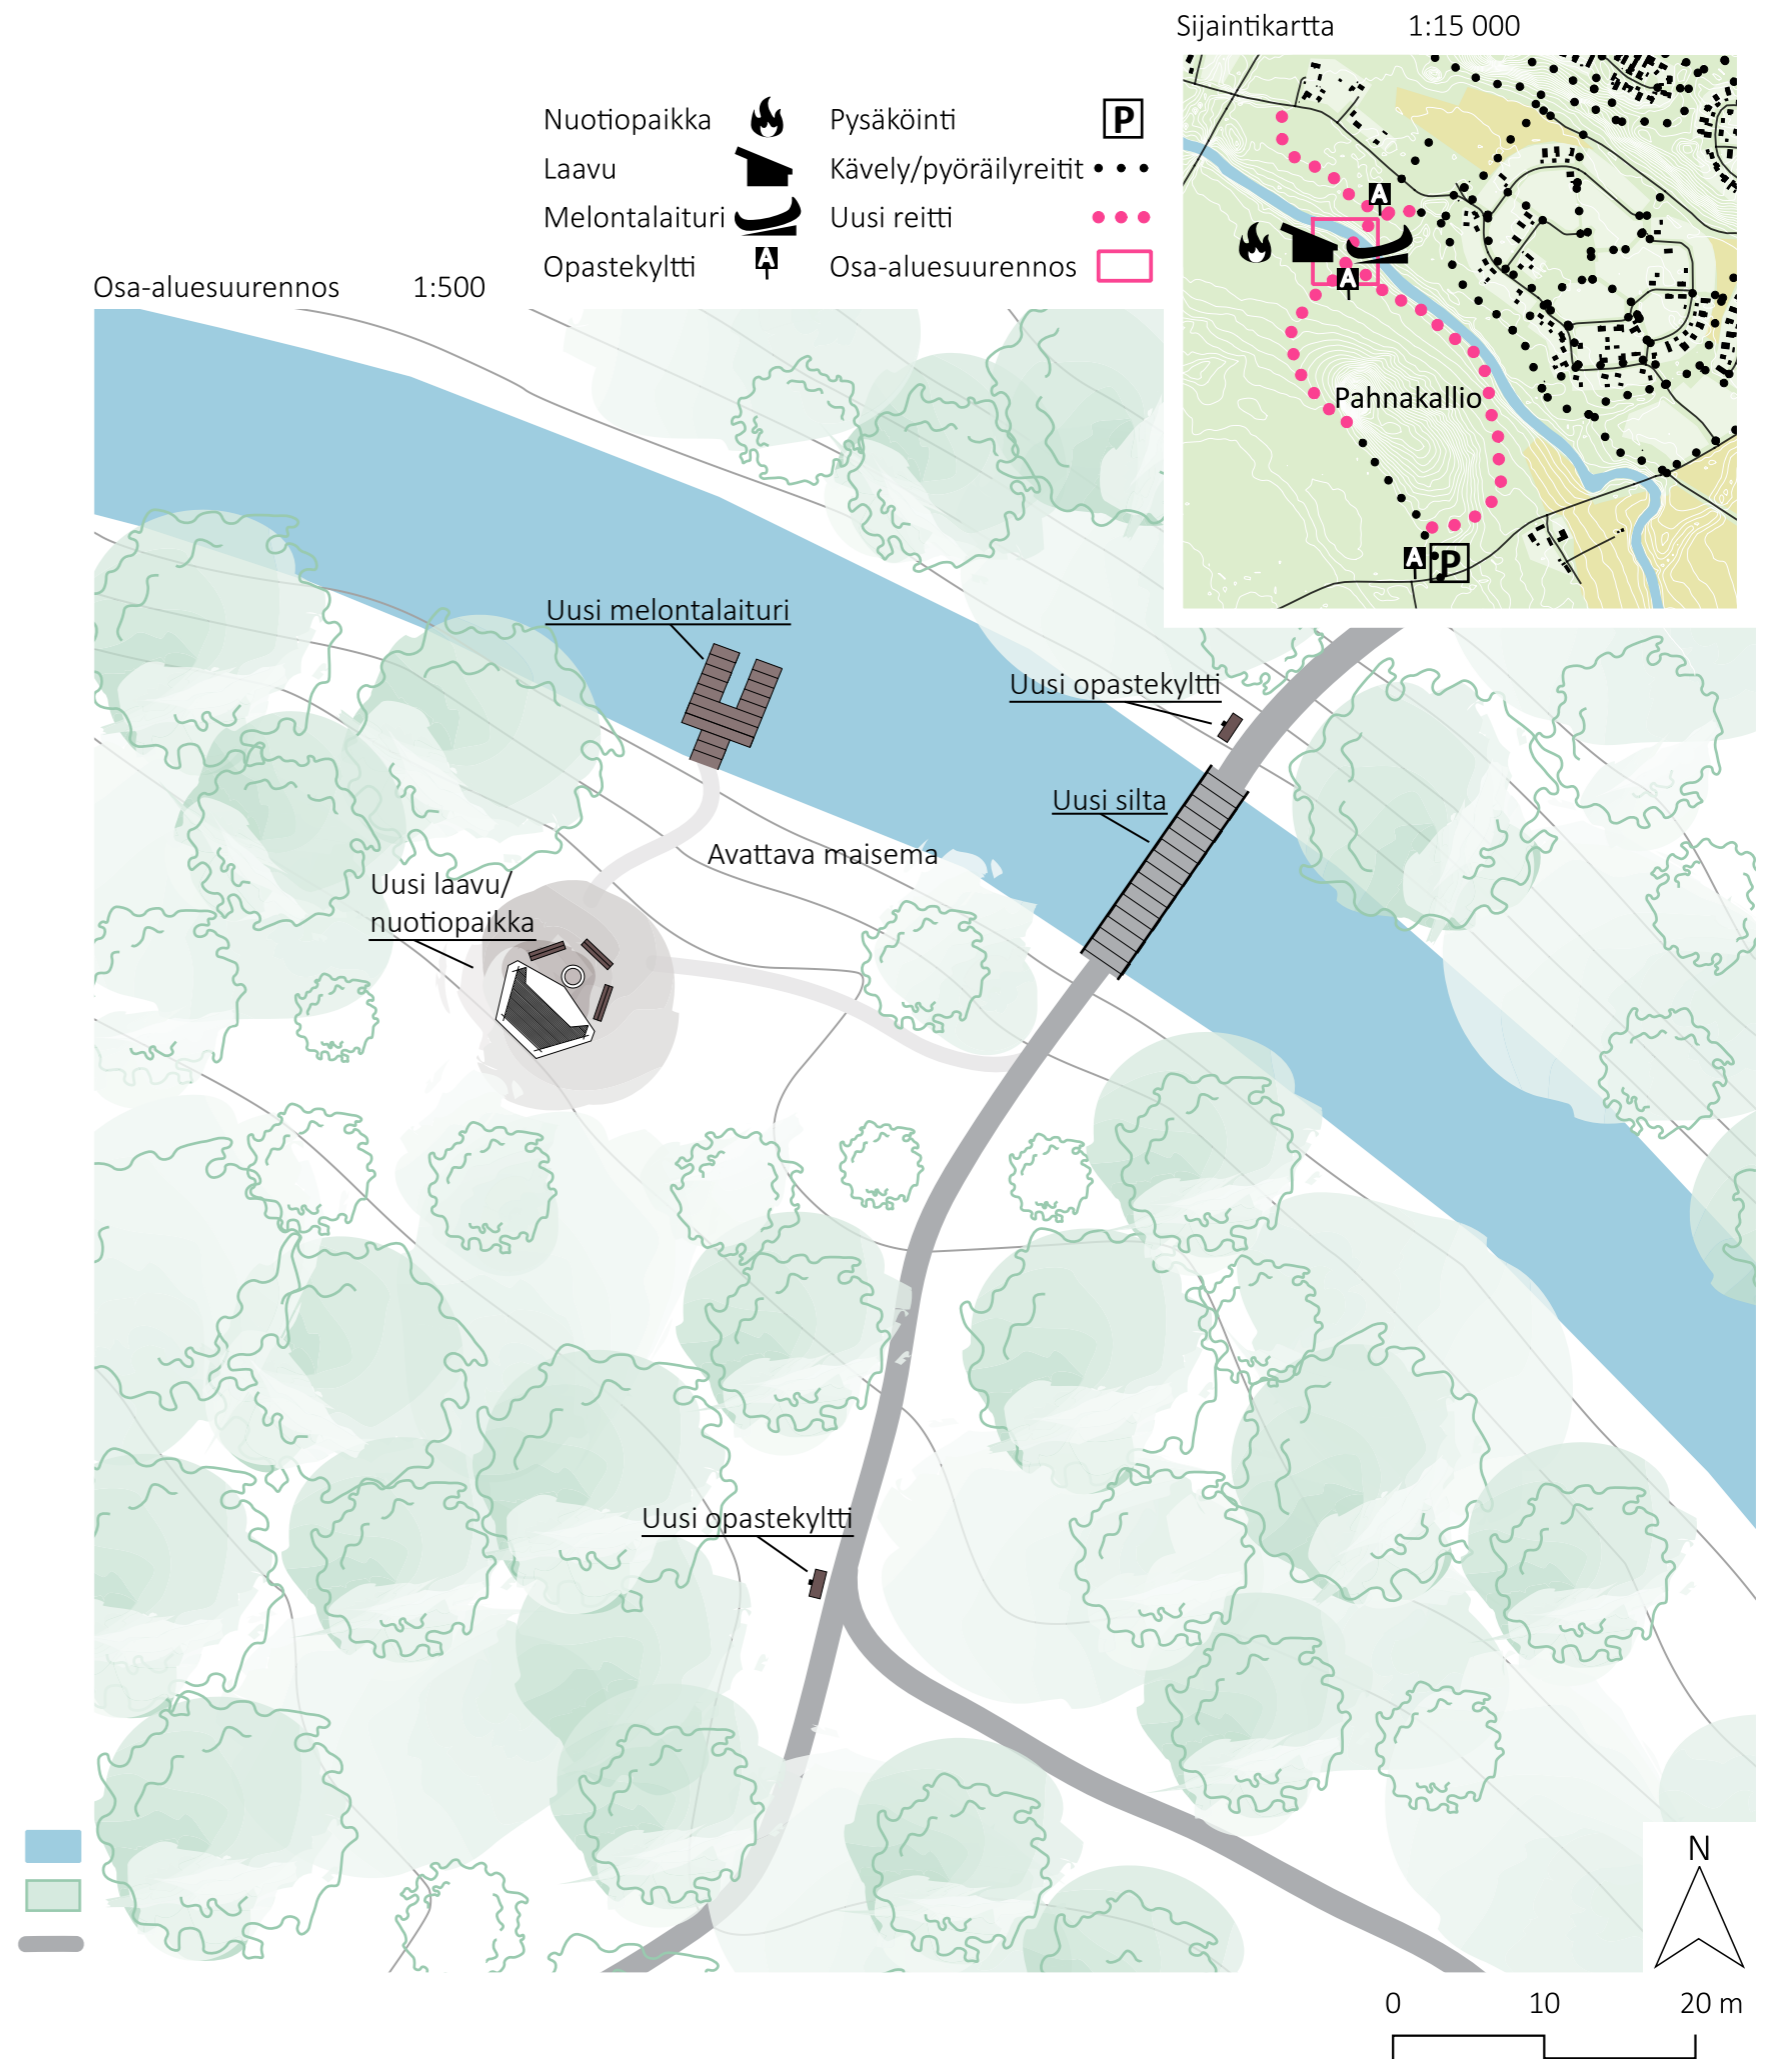 Sijaintikartta 1:15 000
Nuotiopaikka
Laavu
Melontalaituri
Opastekyltti
Pysäköinti P
Kävely/pyöräilyreitit
Uusi reitti
Osa-aluesuurennos
A
A
Pahnakallio
A P
Osa-aluesuurennos 1:500
A
Uusi melontalaituri
Uusi opastekyltti
Uusi silta
Avattava maisema
Uusi laavu/
nuotiopaikka
Uusi opastekyltti
N
0 10 20 m